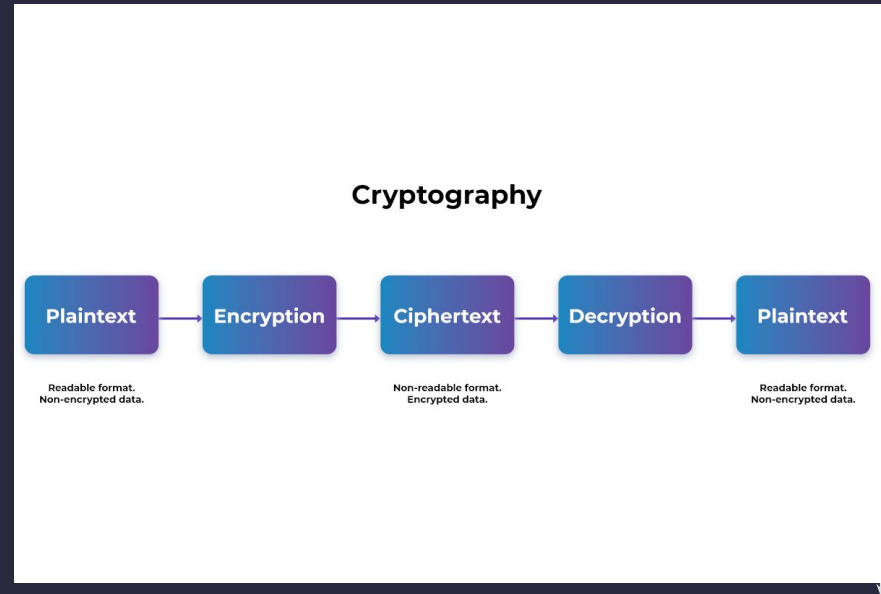 Cryptography
Plaintext
Encryption
Ciphertext
Decryption
Plaintext
Readable format.
Non-encrypted data.
Non-readable format.
Encrypted data.
Readable format.
Non-encrypted data.